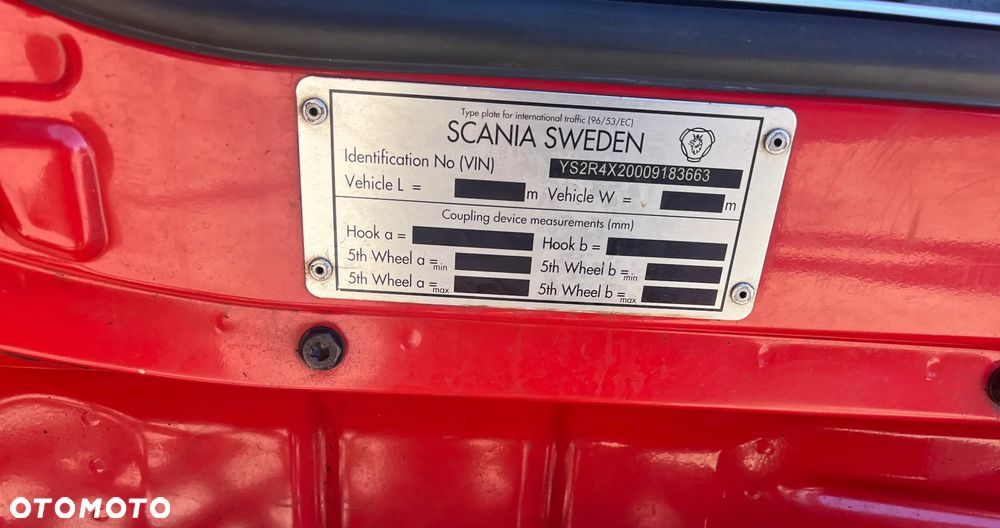 Type plate for international traffic (96/53/EC)
SCANIA SWEDEN
Identification No (VIN) YS2R4X20009183663
Vehicle L = m Vehicle W = m
Coupling device measurements (mm)
Hook a = Hook b =
5th Wheel a = min 5th Wheel b = min
5th Wheel a = max 5th Wheel b = max
OTOMOTO